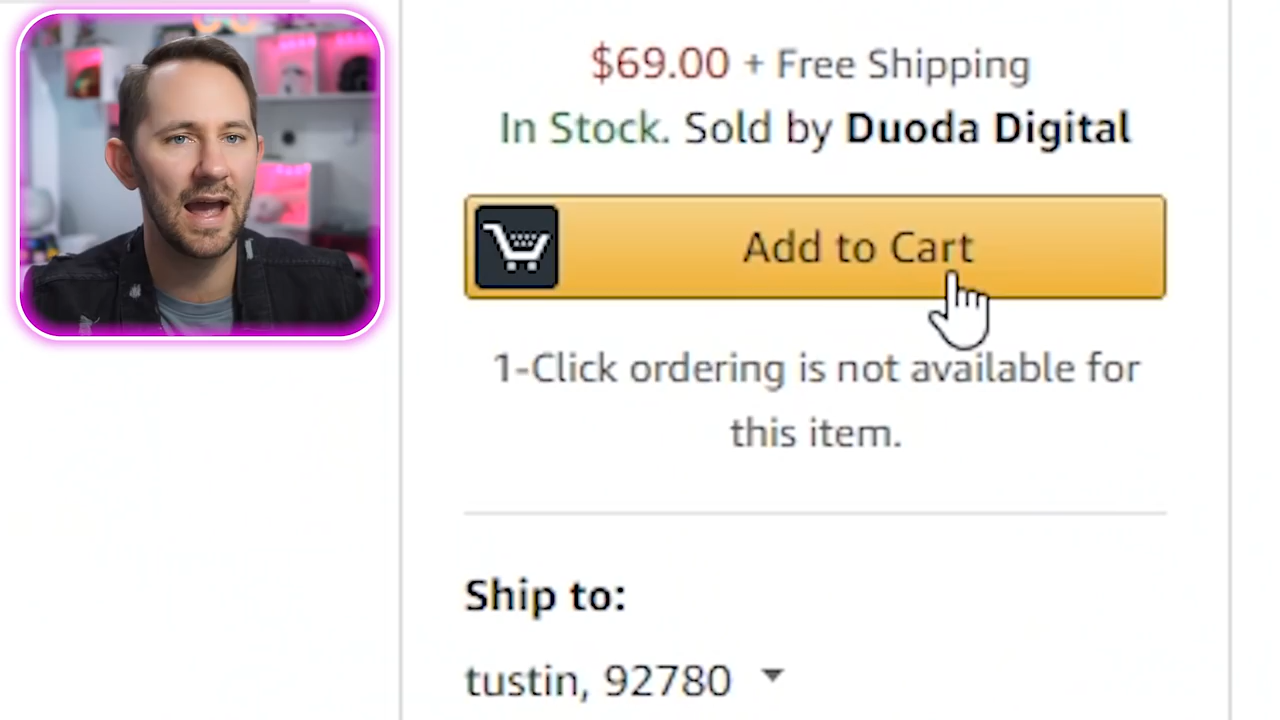 $69.00 + Free Shipping
In Stock. Sold by Duoda Digital
Add to Cart
1-Click ordering is not available for
this item.
Ship to:
tustin, 92780